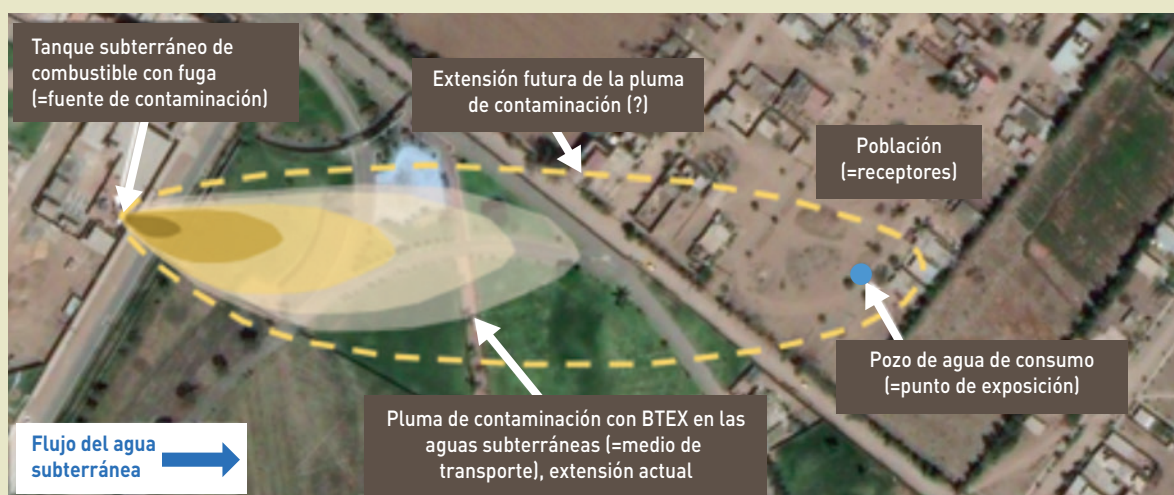 Tanque subterráneo de
combustible con fuga
(=fuente de contaminación)
Extensión futura de la pluma
de contaminación (?)
Población
(=receptores)
Pozo de agua de consumo
(=punto de exposición)
Pluma de contaminación con BTEX en las
aguas subterráneas (=medio de
transporte), extensión actual
Flujo del agua
subterránea